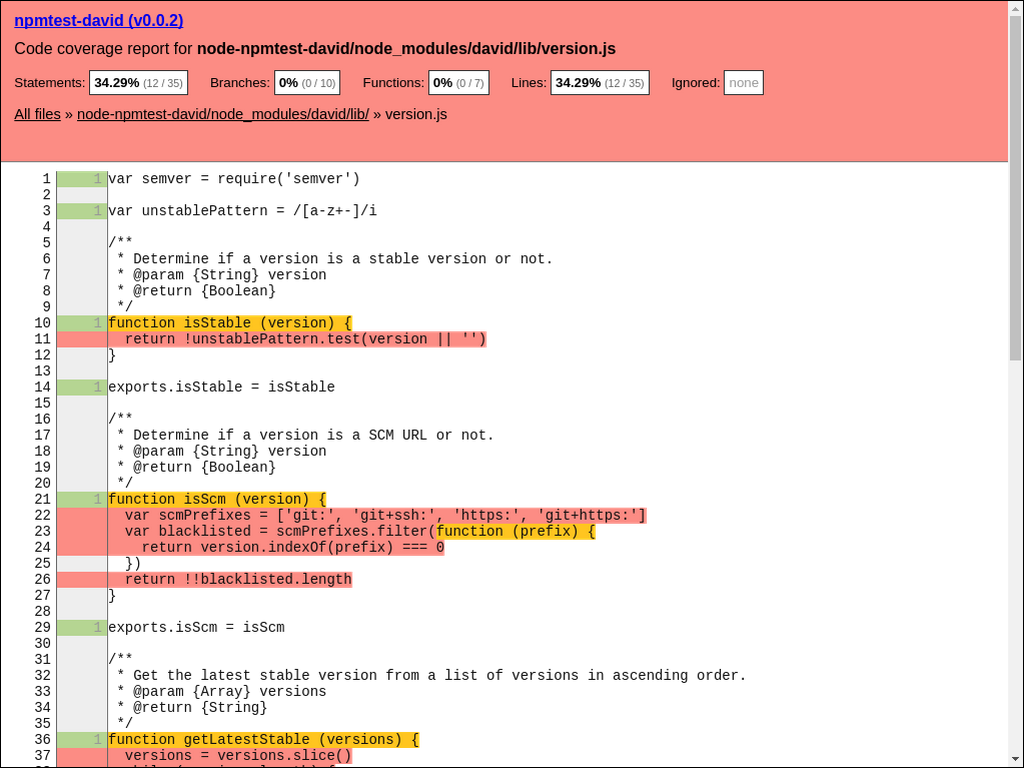 npmtest-david (v0.0.2)
Code coverage report for node-npmtest-david/node_modules/david/lib/version.js
Statements: 34.29% (12 / 35) Branches: 0% (0 / 10) Functions: 0% (0 / 7) Lines: 34.29% (12 / 35) Ignored: none
All files » node-npmtest-david/node_modules/david/lib/ » version.js
1 1 var semver = require('semver')
2
3 1 var unstablePattern = /[a-z+-]/i
4
5 /**
6 * Determine if a version is a stable version or not.
7 * @param {String} version
8 * @return {Boolean}
9 */
10 1 function isStable (version) {
11 return !unstablePattern.test(version || '')
12 }
13
14 1 exports.isStable = isStable
15
16 /**
17 * Determine if a version is a SCM URL or not.
18 * @param {String} version
19 * @return {Boolean}
20 */
21 1 function isScm (version) {
22 var scmPrefixes = ['git:', 'git+ssh:', 'https:', 'git+https:']
23 var blacklisted = scmPrefixes.filter(function (prefix) {
24 return version.indexOf(prefix) === 0
25 })
26 return !!blacklisted.length
27 }
28
29 1 exports.isScm = isScm
30
31 /**
32 * Get the latest stable version from a list of versions in ascending order.
33 * @param {Array} versions
34 * @return {String}
35 */
36 1 function getLatestStable (versions) {
37 versions = versions.slice()